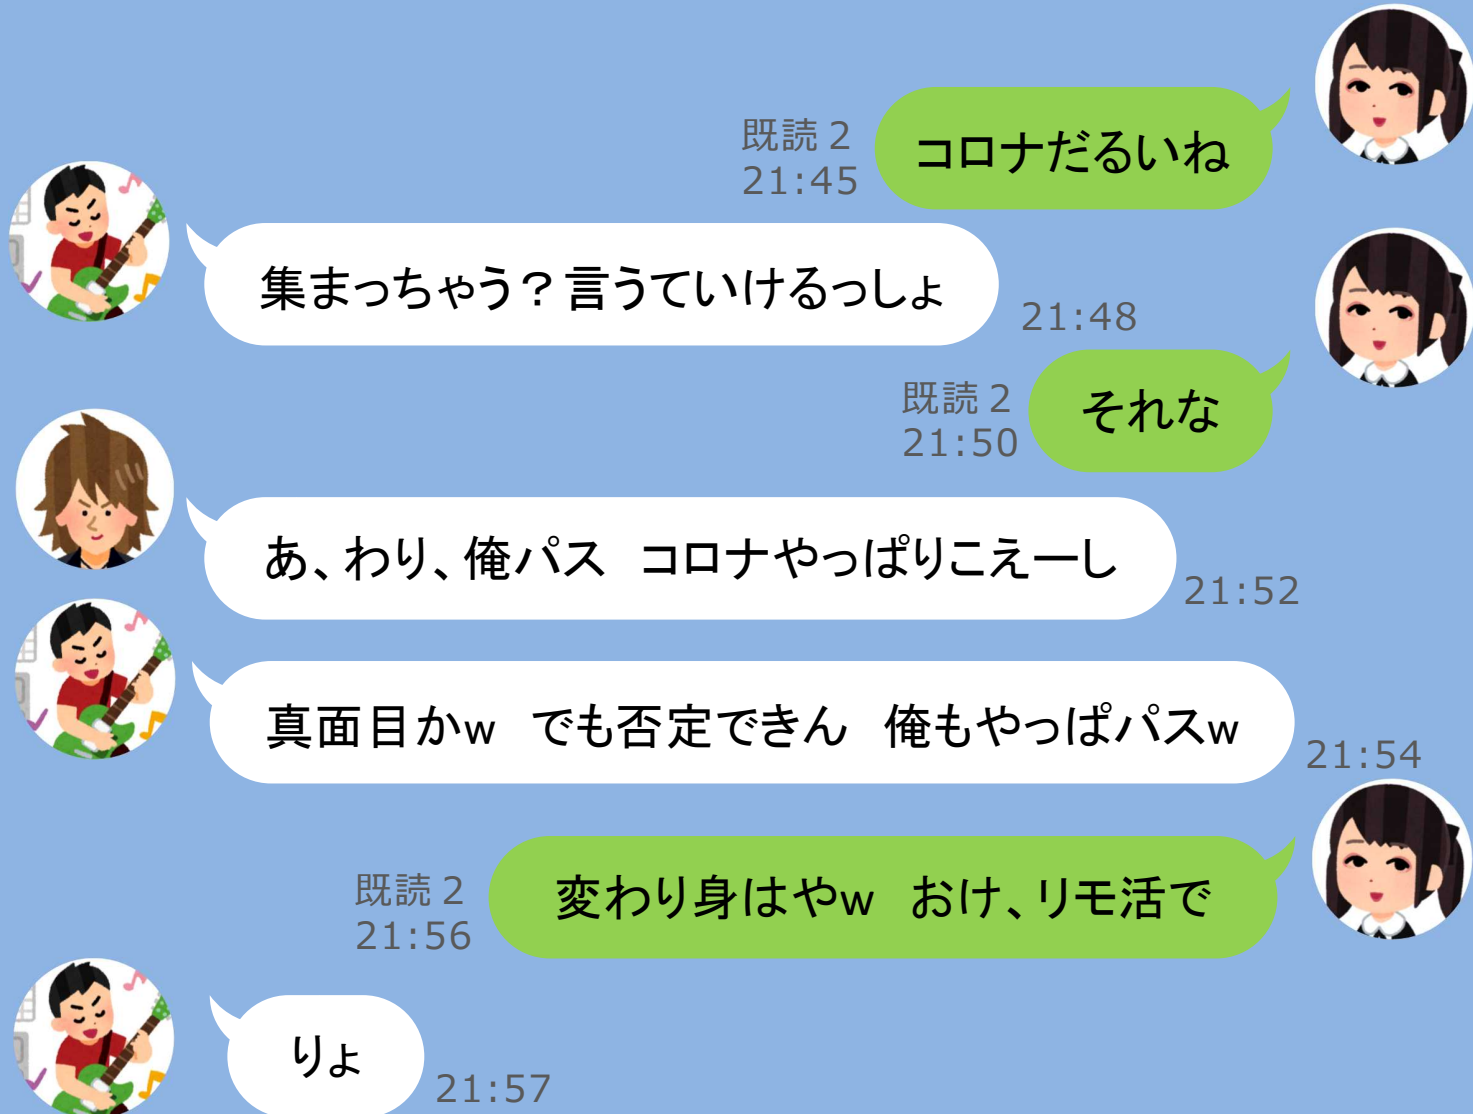 既読2
21:45
コロナだるいね
集まっちゃう？言うていけるっしょ
21:48
既読2
21:50
それな
あ、わり、俺パス　コロナやっぱりこえーし
21:52
真面目かw　でも否定できん　俺もやっぱパスw
21:54
既読2
21:56
変わり身はやw　おけ、リモ活で
りょ
21:57